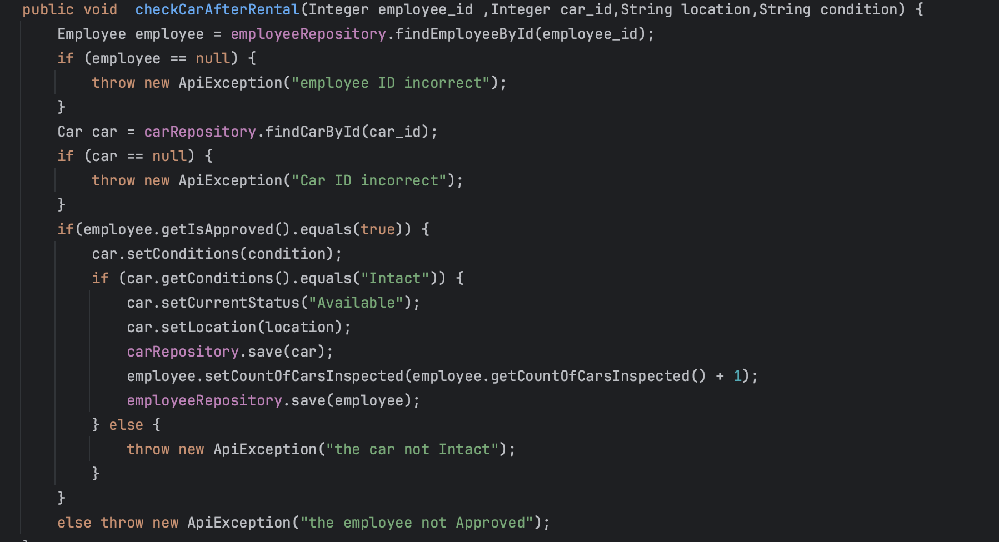 public void  checkCarAfterRental(Integer employee_id ,Integer car_id,String location,String condition) {
    Employee employee = employeeRepository.findEmployeeById(employee_id);
    if (employee == null) {
        throw new ApiException("employee ID incorrect");
    }
    Car car = carRepository.findCarById(car_id);
    if (car == null) {
        throw new ApiException("Car ID incorrect");
    }
    if(employee.getIsApproved().equals(true)) {
        car.setConditions(condition);
        if (car.getConditions().equals("Intact")) {
            car.setCurrentStatus("Available");
            car.setLocation(location);
            carRepository.save(car);
            employee.setCountOfCarsInspected(employee.getCountOfCarsInspected() + 1);
            employeeRepository.save(employee);
        } else {
            throw new ApiException("the car not Intact");
        }
    }
    else throw new ApiException("the employee not Approved");